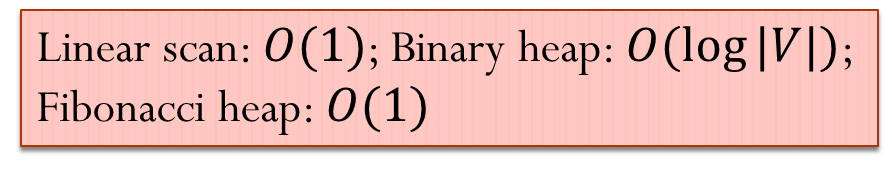 Linear scan: O(1); Binary heap: O(log|V|);
Fibonacci heap: O(1)